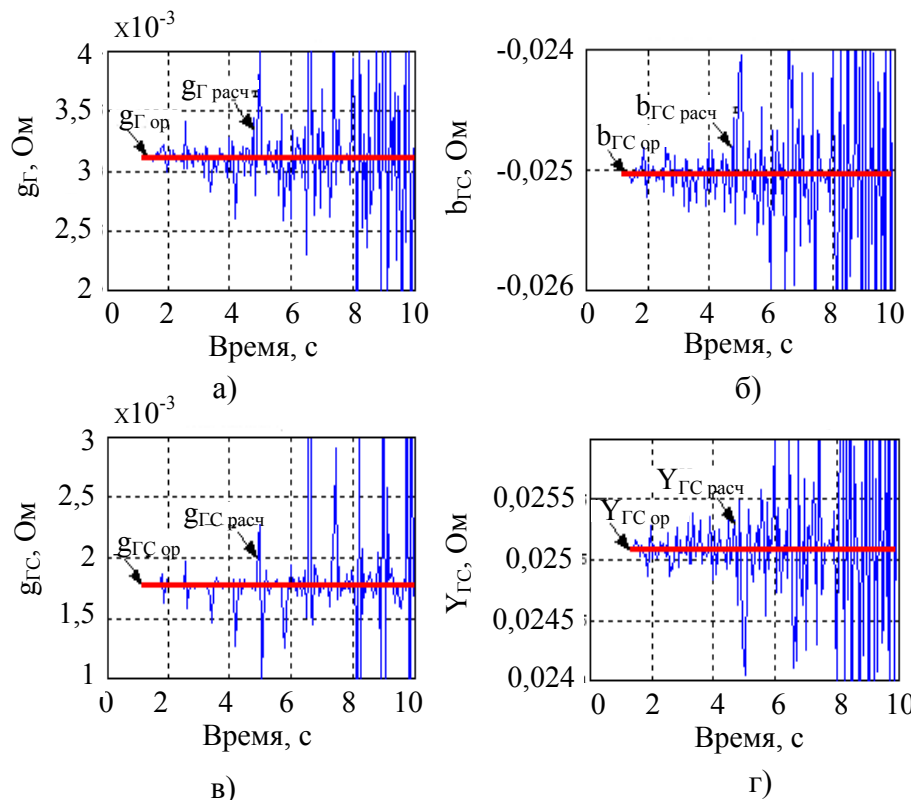 x10⁻³
gГ, Ом
4
3,5
3
2,5
2
gГ ор
gГ расч
0 2 4 6 8 10
Время, с
а)
bГС, Ом
-0,024
-0,025
-0,026
bГС ор
bГС расч
0 2 4 6 8 10
Время, с
б)
x10⁻³
gГС, Ом
3
2,5
2
1,5
1
gГС ор
gГС расч
0 2 4 6 8 10
Время, с
в)
YГС, Ом
0,0255
0,025
0,0245
0,024
YГС ор
YГС расч
0 2 4 6 8 10
Время, с
г)